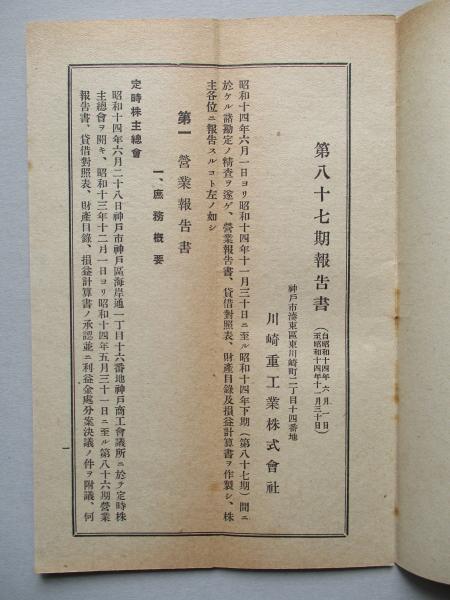 第八十七期報告書
（自昭和十四年六月一日
至昭和十四年十一月三十日）
神戸市湊東區東川崎町二丁目十四番地
川崎重工業株式會社
昭和十四年六月一日ヨリ昭和十四年十一月三十日ニ至ル昭和十四年下期（第八十七期）間ニ
於ケル諸勘定ノ精査ヲ遂ゲ、營業報告書、貸借對照表、財產目錄及損益計算書ヲ作製シ、株
主各位ニ報告スルコト左ノ如シ
第一　營業報告書
一、庶務概要
定時株主總會
昭和十四年六月二十八日神戸市神戸區海岸通一丁目十六番地神戸商工會議所ニ於テ定時株
主總會ヲ開キ、昭和十三年十二月一日ヨリ昭和十四年五月三十一日ニ至ル第八十六期營業
報告書、貸借對照表、財產目錄、損益計算書ノ承認並ニ利益金處分案決議ノ件ヲ附議、何
一